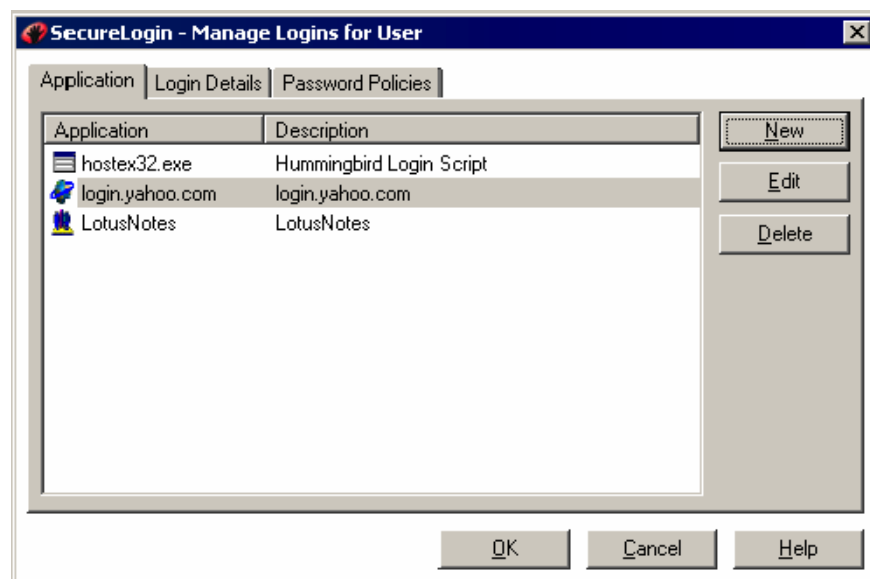 SecureLogin - Manage Logins for User
Application Login Details Password Policies
Application Description
hostex32.exe Hummingbird Login Script
login.yahoo.com login.yahoo.com
LotusNotes LotusNotes
New
Edit
Delete
OK Cancel Help